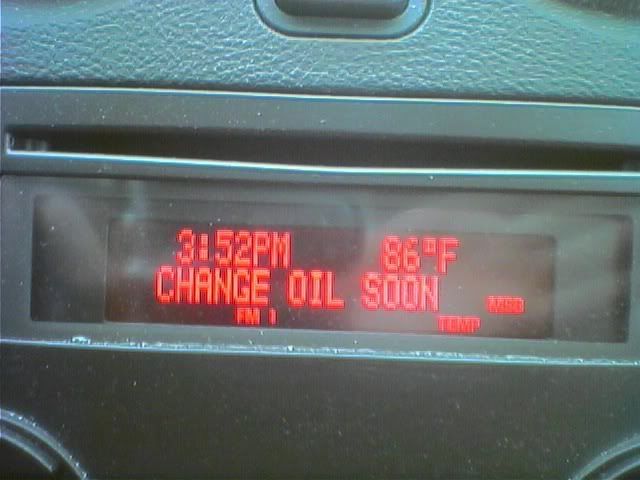 3:52PM 86°F
CHANGE OIL SOON
FM 1 TEMP